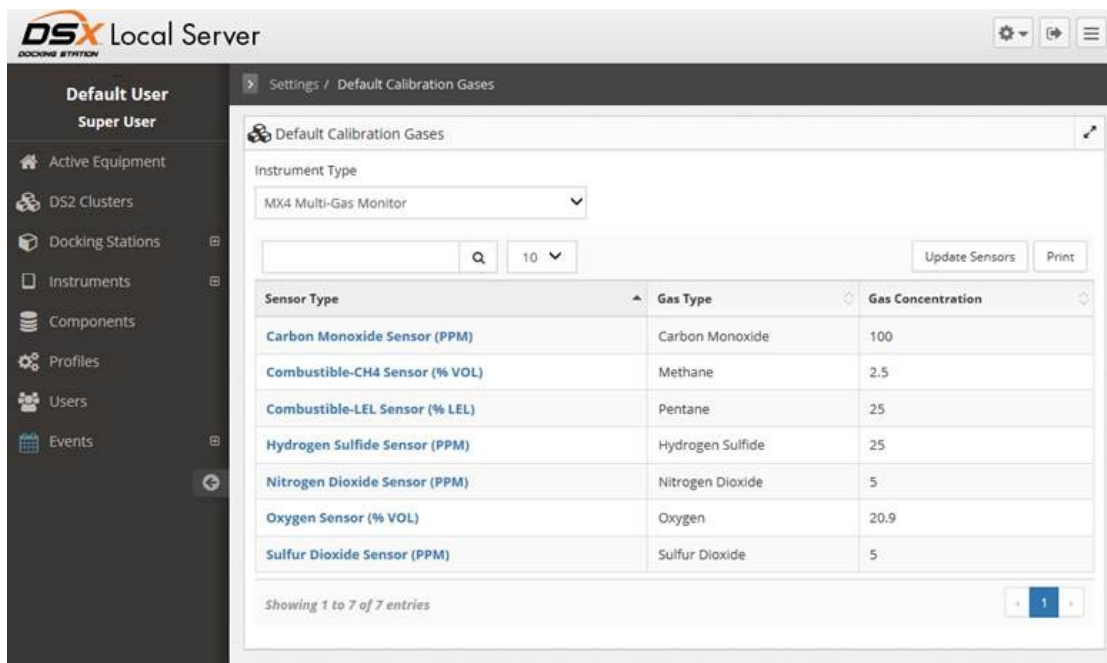 DSX Local Server
DOCKING STATION
Default User
Super User
Active Equipment
DS2 Clusters
Docking Stations
Instruments
Components
Profiles
Users
Events
Settings / Default Calibration Gases
Default Calibration Gases
Instrument Type
MX4 Multi-Gas Monitor
10
Update Sensors Print
Sensor Type Gas Type Gas Concentration
Carbon Monoxide Sensor (PPM) Carbon Monoxide 100
Combustible-CH4 Sensor (% VOL) Methane 2.5
Combustible-LEL Sensor (% LEL) Pentane 25
Hydrogen Sulfide Sensor (PPM) Hydrogen Sulfide 25
Nitrogen Dioxide Sensor (PPM) Nitrogen Dioxide 5
Oxygen Sensor (% VOL) Oxygen 20.9
Sulfur Dioxide Sensor (PPM) Sulfur Dioxide 5
Showing 1 to 7 of 7 entries
1